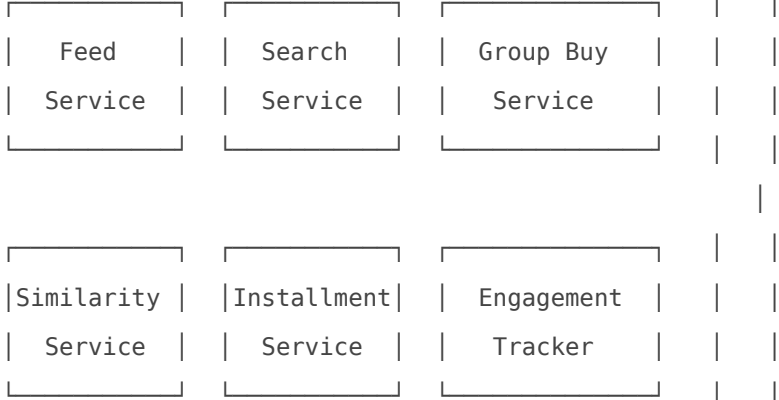 Feed Search Group Buy
Service Service Service
Similarity Installment Engagement
Service Service Tracker